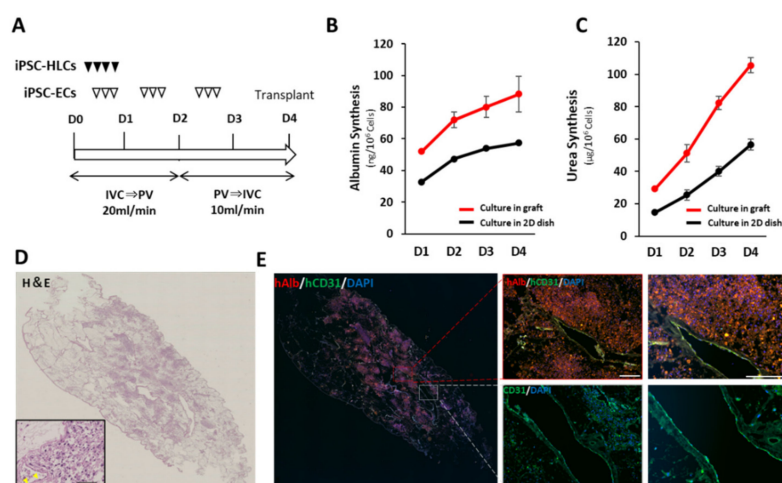 A
iPSC-HLCs
iPSC-ECs
Transplant
D0 D1 D2 D3 D4
IVC⇒PV
20ml/min
PV⇒IVC
10ml/min
B
Albumin Synthesis
(ng/10⁶ Cells)
120
100
80
60
40
20
0
Culture in graft
Culture in 2D dish
D1 D2 D3 D4
C
Urea Synthesis
(μg/10⁶ Cells)
120
100
80
60
40
20
0
Culture in graft
Culture in 2D dish
D1 D2 D3 D4
D
H&E
E
hAlb/hCD31/DAPI
hAlb/hCD31/DAPI
CD31/DAPI